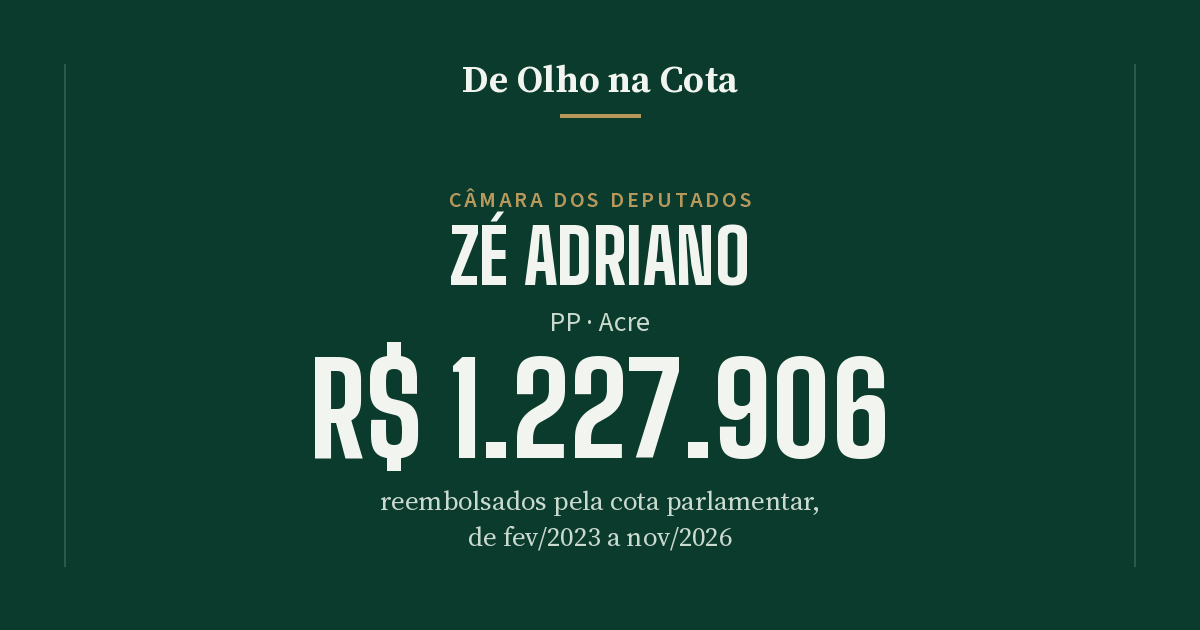 De Olho na Cota
CÂMARA DOS DEPUTADOS
ZÉ ADRIANO
PP · Acre
R$ 1.227.906
reembolsados pela cota parlamentar,
de fev/2023 a nov/2026